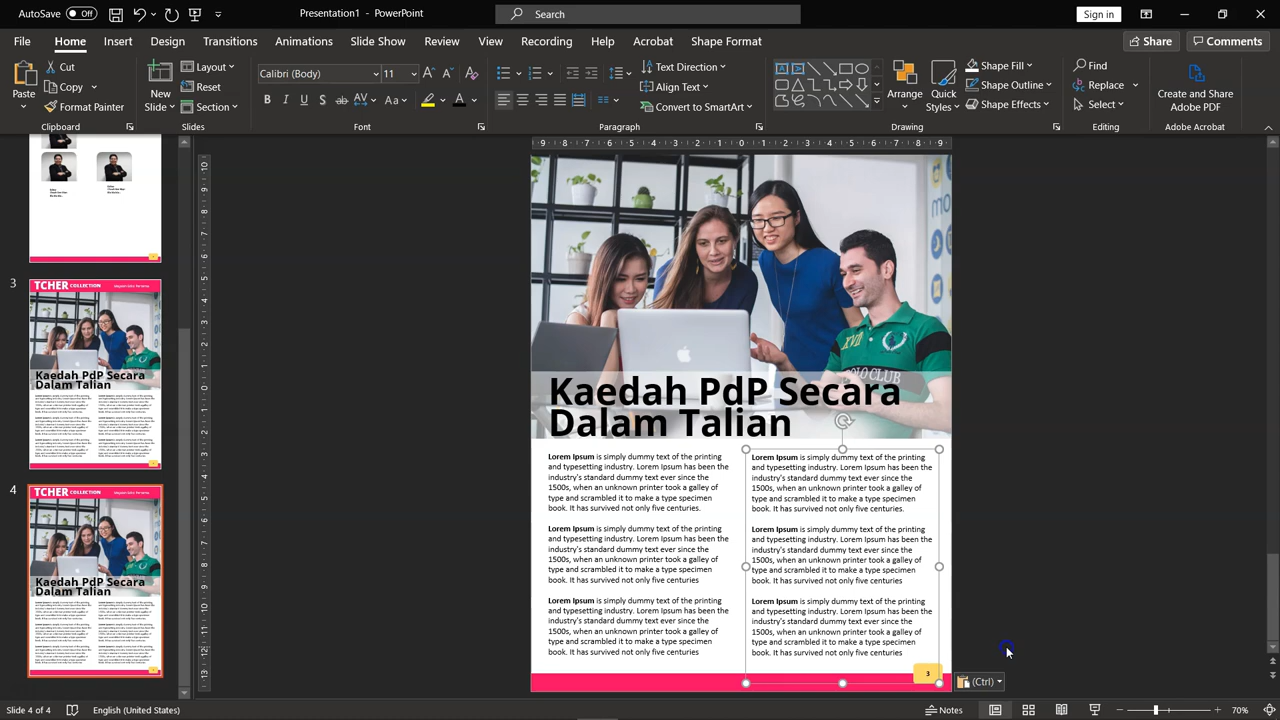 AutoSave Off Presentation1 - PowerPoint Search Sign in
File Home Insert Design Transitions Animations Slide Show Review View Recording Help Acrobat Shape Format Share Comments
Paste Cut Copy Format Painter
New Slide Layout Reset Section
Calibri (Body) 11
Text Direction Align Text Convert to SmartArt
Arrange Quick Styles Shape Fill Shape Outline Shape Effects
Find Replace Select
Create and Share Adobe PDF
Clipboard Slides Font Paragraph Drawing Editing Adobe Acrobat
3
TCHER COLLECTION
Kaedah PdP Secara
Dalam Talian
4
TCHER COLLECTION
Kaedah PdP Secara
Dalam Talian
POLO CLUB
Kaedah PdP Secara
Dalam Talian
Lorem Ipsum is simply dummy text of the printing
and typesetting industry. Lorem Ipsum has been the
industry's standard dummy text ever since the
1500s, when an unknown printer took a galley of
type and scrambled it to make a type specimen
book. It has survived not only five centuries.
Lorem Ipsum is simply dummy text of the printing
and typesetting industry. Lorem Ipsum has been the
industry's standard dummy text ever since the
1500s, when an unknown printer took a galley of
type and scrambled it to make a type specimen
book. It has survived not only five centuries
Lorem Ipsum is simply dummy text of the printing
and typesetting industry. Lorem Ipsum has been the
industry's standard dummy text ever since the
1500s, when an unknown printer took a galley of
type and scrambled it to make a type specimen
book. It has survived not only five centuries
Lorem Ipsum is simply dummy text of the printing
and typesetting industry. Lorem Ipsum has been the
industry's standard dummy text ever since the
1500s, when an unknown printer took a galley of
type and scrambled it to make a type specimen
book. It has survived not only five centuries.
Lorem Ipsum is simply dummy text of the printing
and typesetting industry. Lorem Ipsum has been the
industry's standard dummy text ever since the
1500s, when an unknown printer took a galley of
type and scrambled it to make a type specimen
book. It has survived not only five centuries
Lorem Ipsum is simply dummy text of the printing
and typesetting industry. Lorem Ipsum has been the
industry's standard dummy text ever since the
1500s, when an unknown printer took a galley of
type and scrambled it to make a type specimen
book. It has survived not only five centuries
3
(Ctrl)
Slide 4 of 4 English (United States) Notes 70%